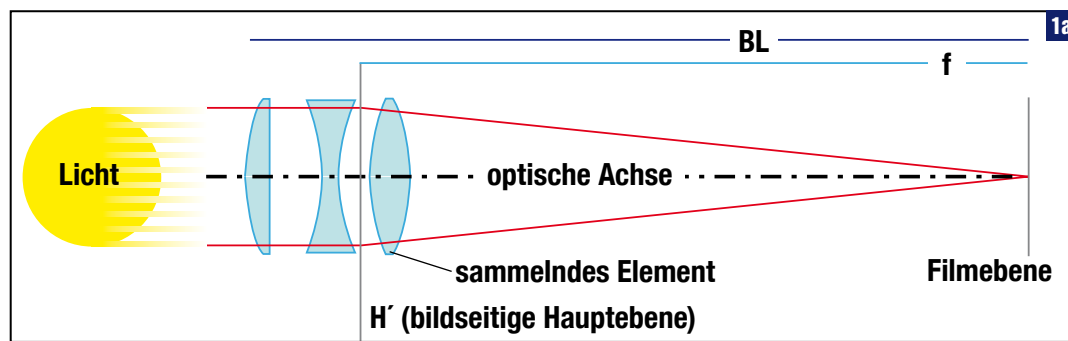 1a
BL
f
Licht
optische Achse
sammelndes Element
Filmebene
H´ (bildseitige Hauptebene)